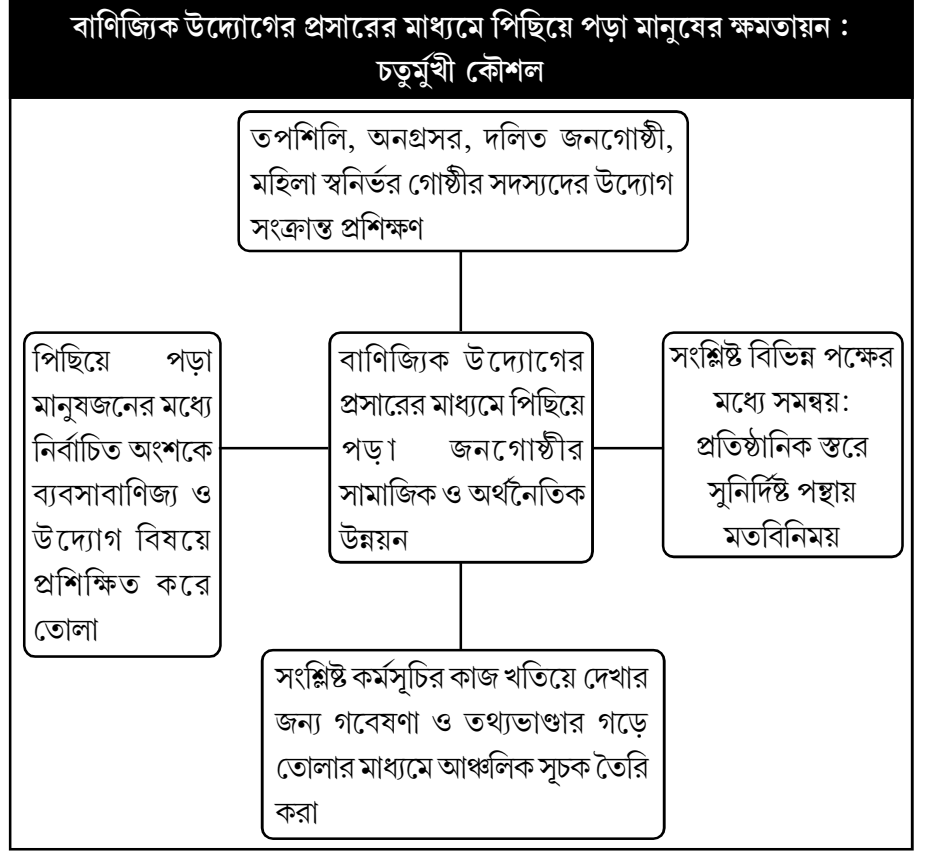 বাণিজ্যিক উদ্যোগের প্রসারের মাধ্যমে পিছিয়ে পড়া মানুষের ক্ষমতায়ন :
চতুর্মুখী কৌশল
তপশিলি, অনগ্রসর, দলিত জনগোষ্ঠী,
মহিলা স্বনির্ভর গোষ্ঠীর সদস্যদের উদ্যোগ
সংক্রান্ত প্রশিক্ষণ
পিছিয়ে পড়া
মানুষজনের মধ্যে
নির্বাচিত অংশকে
ব্যবসাবাণিজ্য ও
উদ্যোগ বিষয়ে
প্রশিক্ষিত করে
তোলা
বাণিজ্যিক উদ্যোগের
প্রসারের মাধ্যমে পিছিয়ে
পড়া জনগোষ্ঠীর
সামাজিক ও অর্থনৈতিক
উন্নয়ন
সংশ্লিষ্ট বিভিন্ন পক্ষের
মধ্যে সমন্বয়:
প্রতিষ্ঠানিক স্তরে
সুনির্দিষ্ট পন্থায়
মতবিনিময়
সংশ্লিষ্ট কর্মসূচির কাজ খতিয়ে দেখার
জন্য গবেষণা ও তথ্যভাণ্ডার গড়ে
তোলার মাধ্যমে আঞ্চলিক সূচক তৈরি
করা